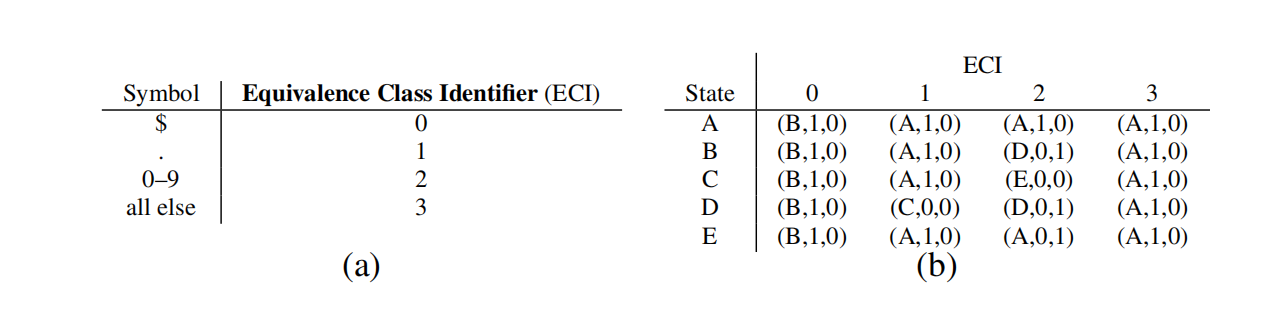 Symbol Equivalence Class Identifier (ECI)
$ 0
. 1
0–9 2
all else 3
(a)
ECI
State 0 1 2 3
A (B,1,0) (A,1,0) (A,1,0) (A,1,0)
B (B,1,0) (A,1,0) (D,0,1) (A,1,0)
C (B,1,0) (A,1,0) (E,0,0) (A,1,0)
D (B,1,0) (C,0,0) (D,0,1) (A,1,0)
E (B,1,0) (A,1,0) (A,0,1) (A,1,0)
(b)